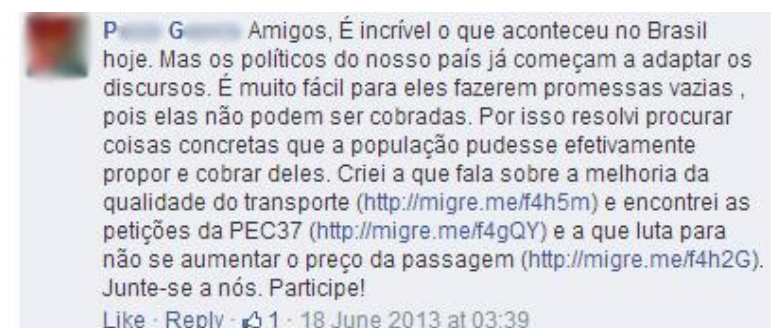 P G Amigos, É incrível o que aconteceu no Brasil
hoje. Mas os políticos do nosso país já começam a adaptar os
discursos. É muito fácil para eles fazerem promessas vazias ,
pois elas não podem ser cobradas. Por isso resolvi procurar
coisas concretas que a população pudesse efetivamente
propor e cobrar deles. Criei a que fala sobre a melhoria da
qualidade do transporte (http://migre.me/f4h5m) e encontrei as
petições da PEC37 (http://migre.me/f4gQY) e a que luta para
não se aumentar o preço da passagem (http://migre.me/f4h2G).
Junte-se a nós. Participe!
Like · Reply · 1 · 18 June 2013 at 03:39